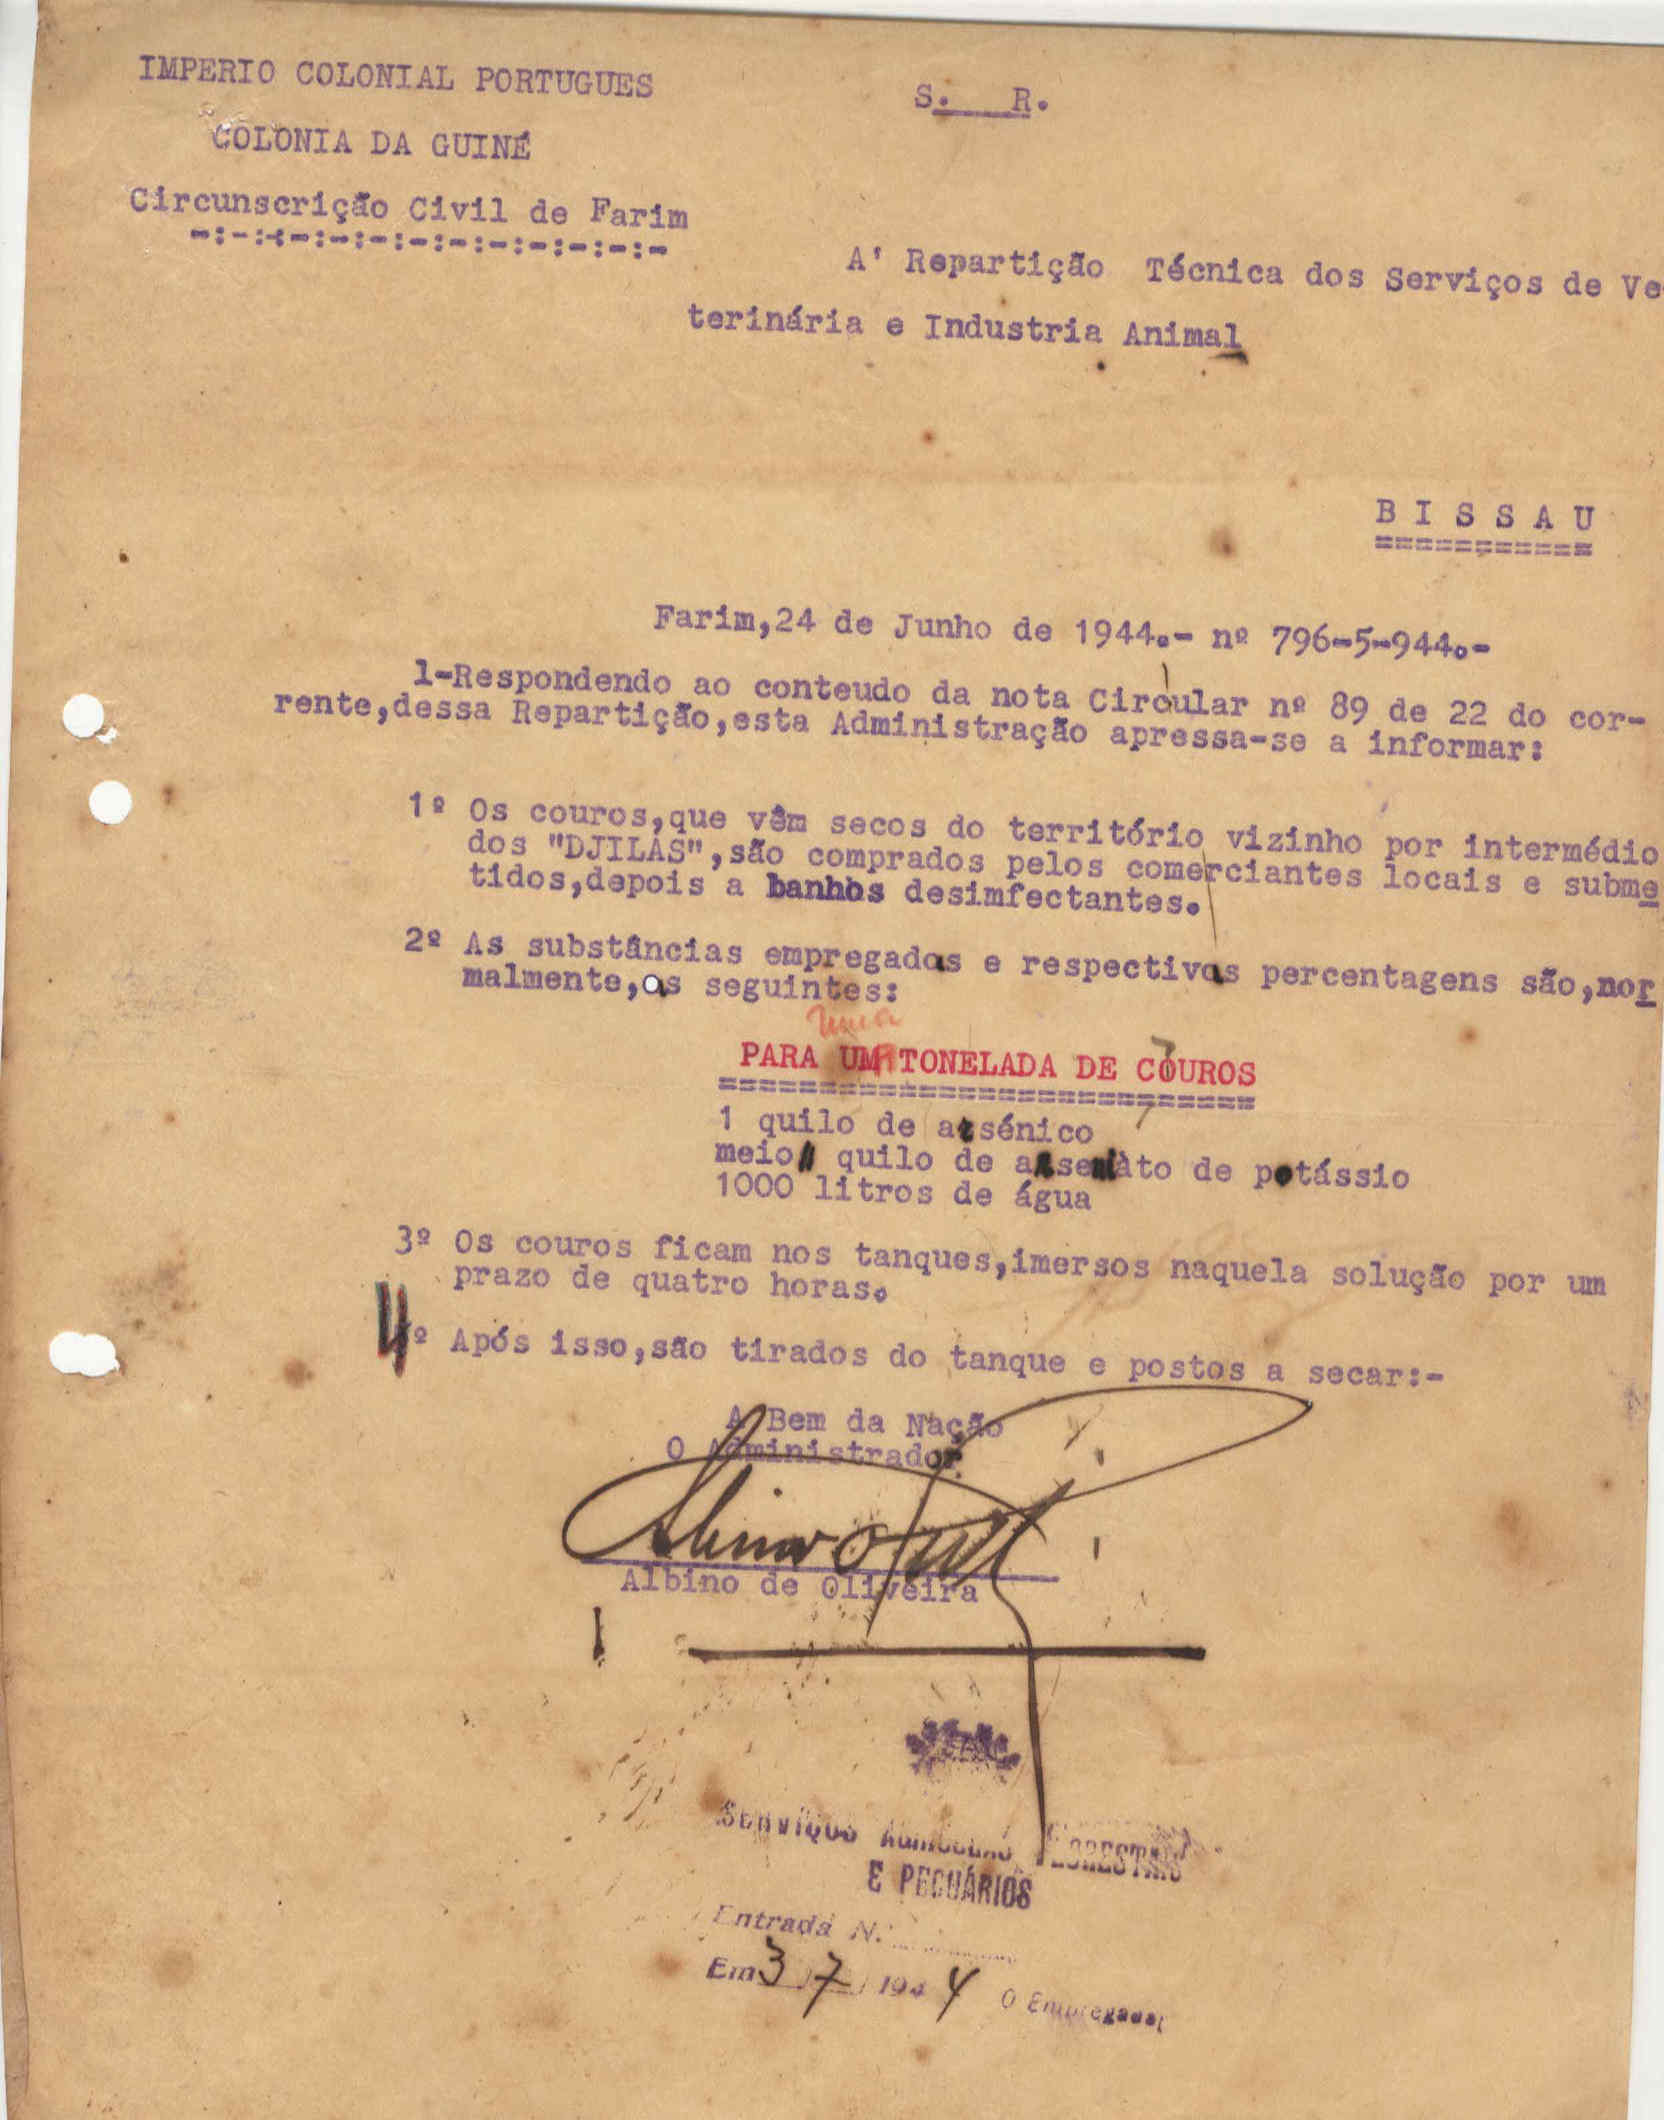 IMPERIO COLONIAL PORTUGUES
S. R.
COLONIA DA GUINÉ
Circunscrição Civil de Farim
-:-:-:-:-:-:-:-:-:-:-:-
A' Repartição Técnica dos Serviços de Ve
terinária e Industria Animal
B I S S A U
===========
Farim,24 de Junho de 1944.- nº 796-5-944.-
1-Respondendo ao conteudo da nota Circular nº 89 de 22 do cor-
rente,dessa Repartição,esta Administração apressa-se a informar:
1º Os couros,que vêm secos do território vizinho por intermédio
dos "DJILAS",são comprados pelos comerciantes locais e subme
tidos,depois a banhos desimfectantes.
2º As substâncias empregadas e respectivas percentagens são,nor
malmente,as seguintes:
uma
PARA UM TONELADA DE COUROS
===========================
1 quilo de arsénico
meio quilo de arseniàto de potássio
1000 litros de água
3º Os couros ficam nos tanques,imersos naquela solução por um
prazo de quatro horas.
4º Após isso,são tirados do tanque e postos a secar:-
A Bem da Nação
O Administrador
Albino de Oliveira
SERVIÇOS AGRICOLAS FLORESTAIS
E PECUÁRIOS
Entrada N.
Em 3/7/1944 O Empregado,